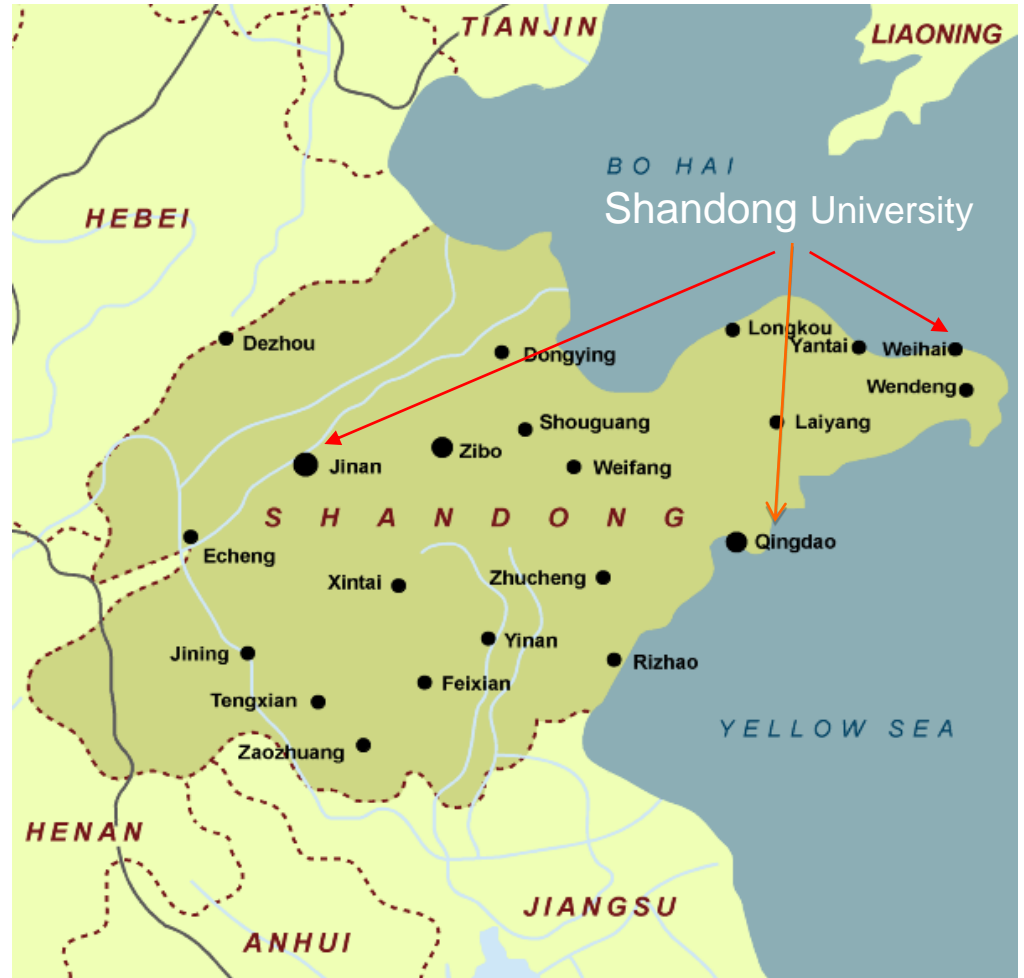 TIANJIN
LIAONING
BO HAI
Shandong University
HEBEI
Longkou
Yantai
Weihai
Dezhou
Dongying
Wendeng
Shouguang
Laiyang
Zibo
Jinan
Weifang
SHANDONG
Qingdao
Echeng
Xintai
Zhucheng
Yinan
Jining
Rizhao
Feixian
Tengxian
YELLOW SEA
Zaozhuang
HENAN
JIANGSU
ANHUI